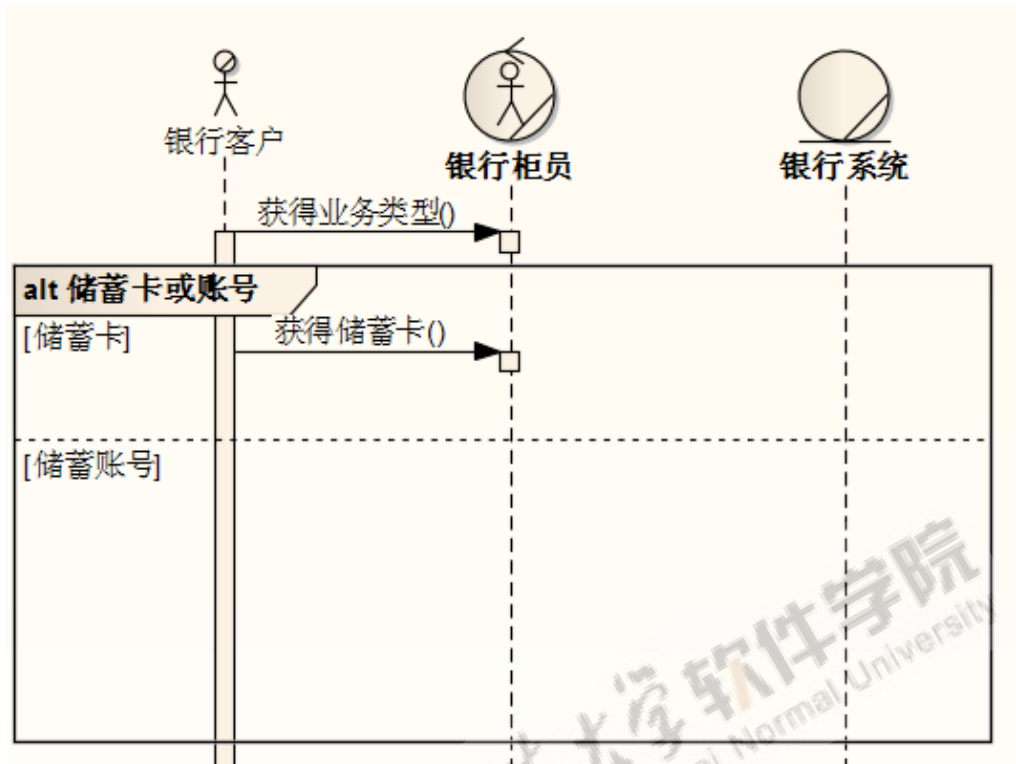 银行客户
银行柜员
银行系统
获得业务类型()
alt 储蓄卡或账号
[储蓄卡]
获得储蓄卡()
[储蓄账号]
大学软件学院
Normal University